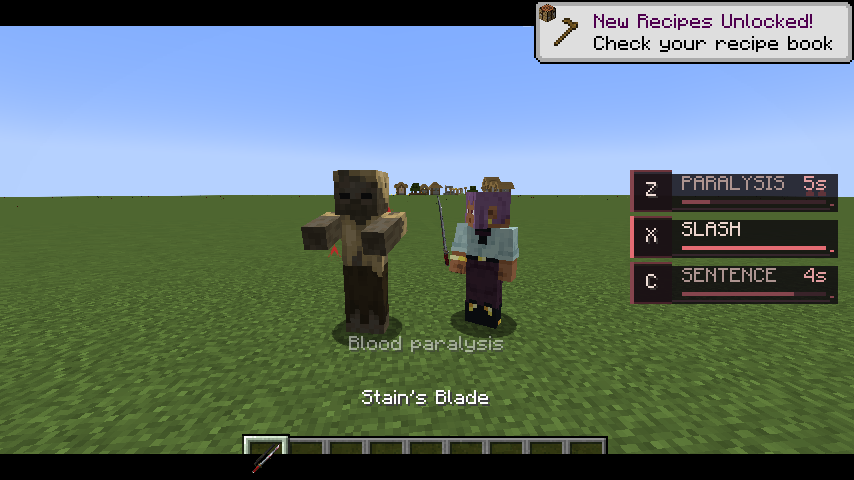 New Recipes Unlocked!
Check your recipe book
Z PARALYSIS 5s
X SLASH
C SENTENCE 4s
Blood paralysis
Stain's Blade